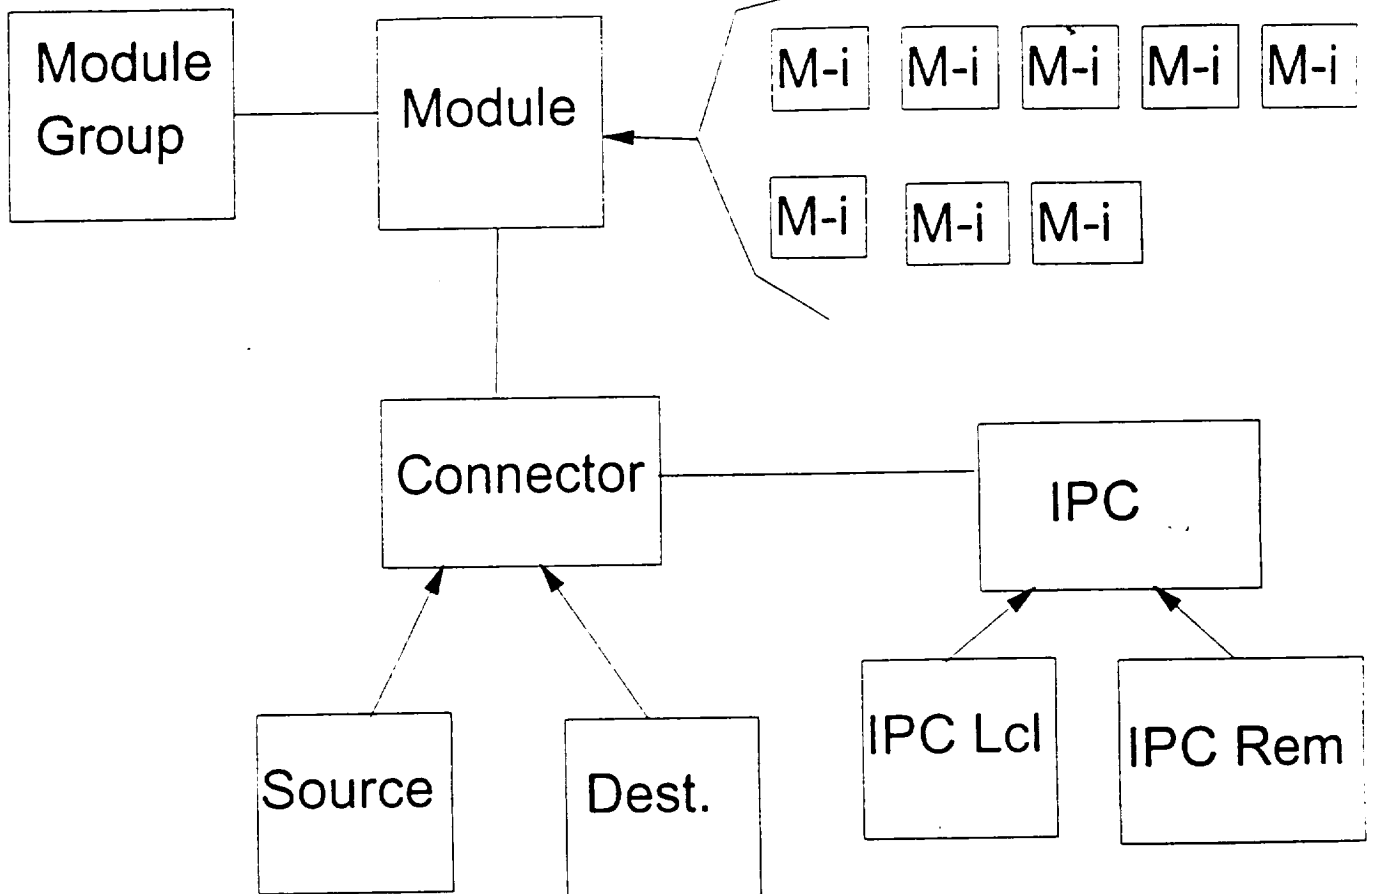 Module
Group
Module
M-i M-i M-i M-i M-i
M-i M-i M-i
Connector
IPC
Source
Dest.
IPC Lcl
IPC Rem